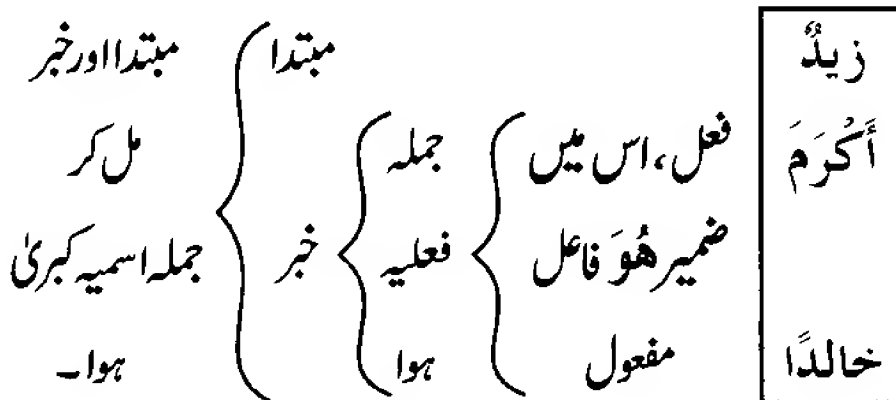 زیدٌ مبتدا مبتدا اور خبر
أَكْرَمَ فعل، اس میں جملہ مل کر
ضمیر هُوَ فاعل فعلیہ خبر جملہ اسمیہ کبریٰ
خالدًا مفعول ہوا ہوا۔